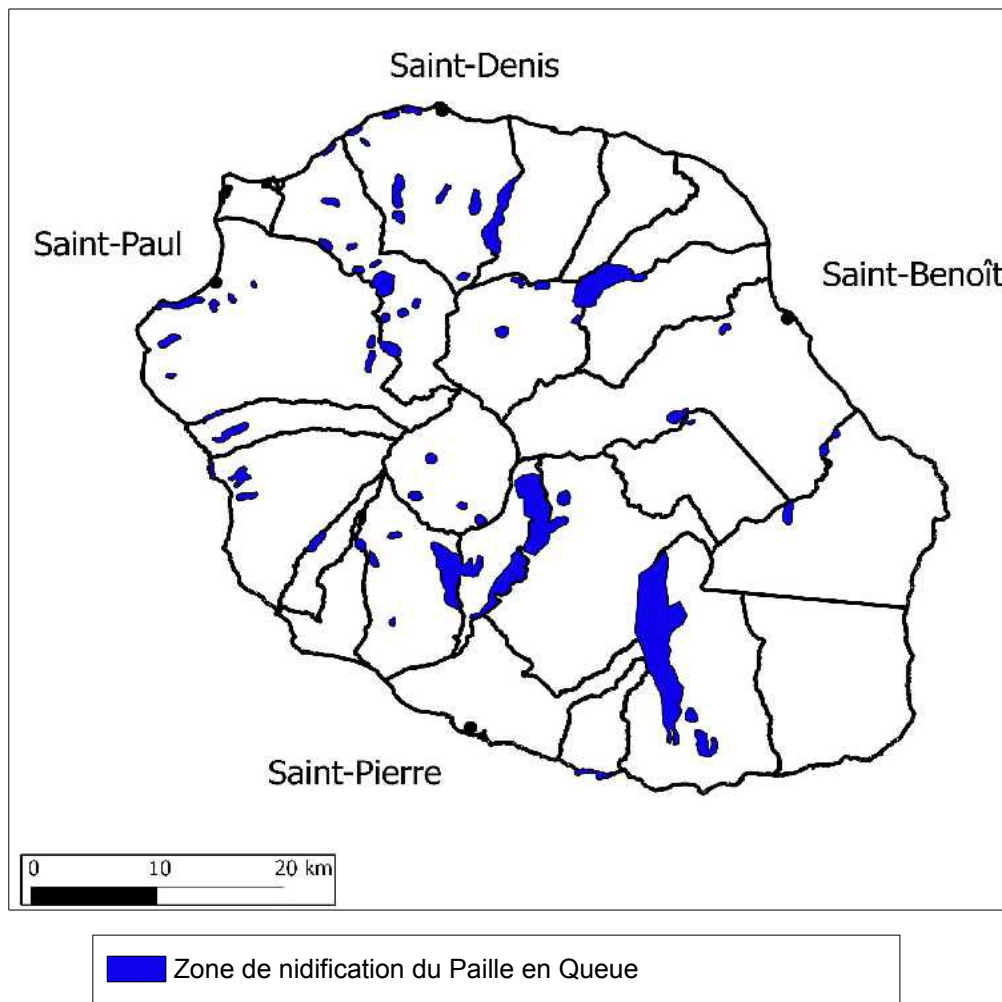 Saint-Denis
Saint-Paul
Saint-Benoît
Saint-Pierre
0 10 20 km
Zone de nidification du Paille en Queue